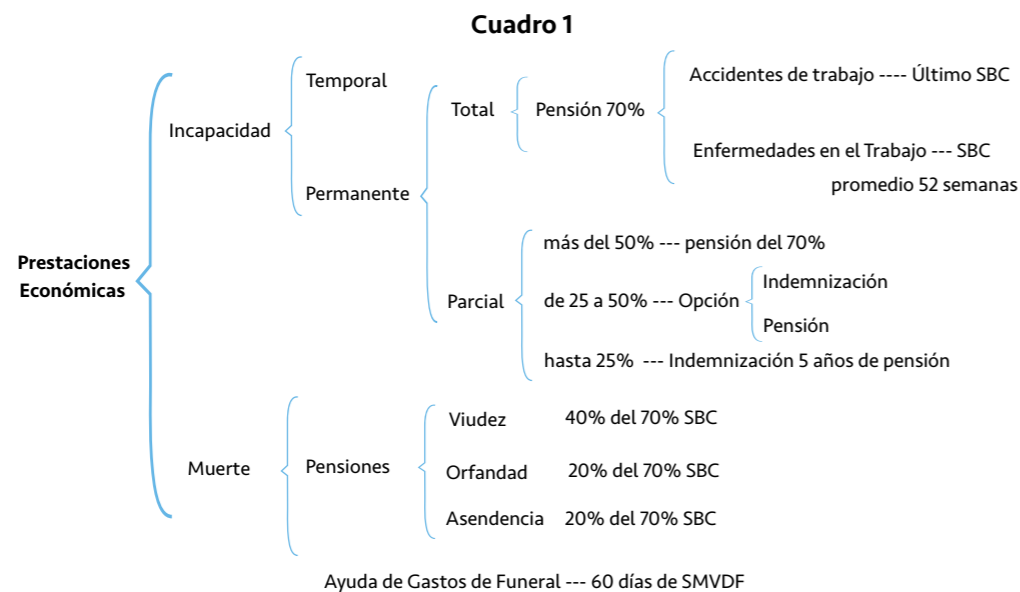 Cuadro 1
Prestaciones
Económicas
Incapacidad
Temporal
Permanente
Total
Pensión 70%
Accidentes de trabajo ---- Último SBC
Enfermedades en el Trabajo --- SBC
promedio 52 semanas
Parcial
más del 50% --- pensión del 70%
de 25 a 50% --- Opción
Indemnización
Pensión
hasta 25% --- Indemnización 5 años de pensión
Muerte
Pensiones
Viudez 40% del 70% SBC
Orfandad 20% del 70% SBC
Asendencia 20% del 70% SBC
Ayuda de Gastos de Funeral --- 60 días de SMVDF